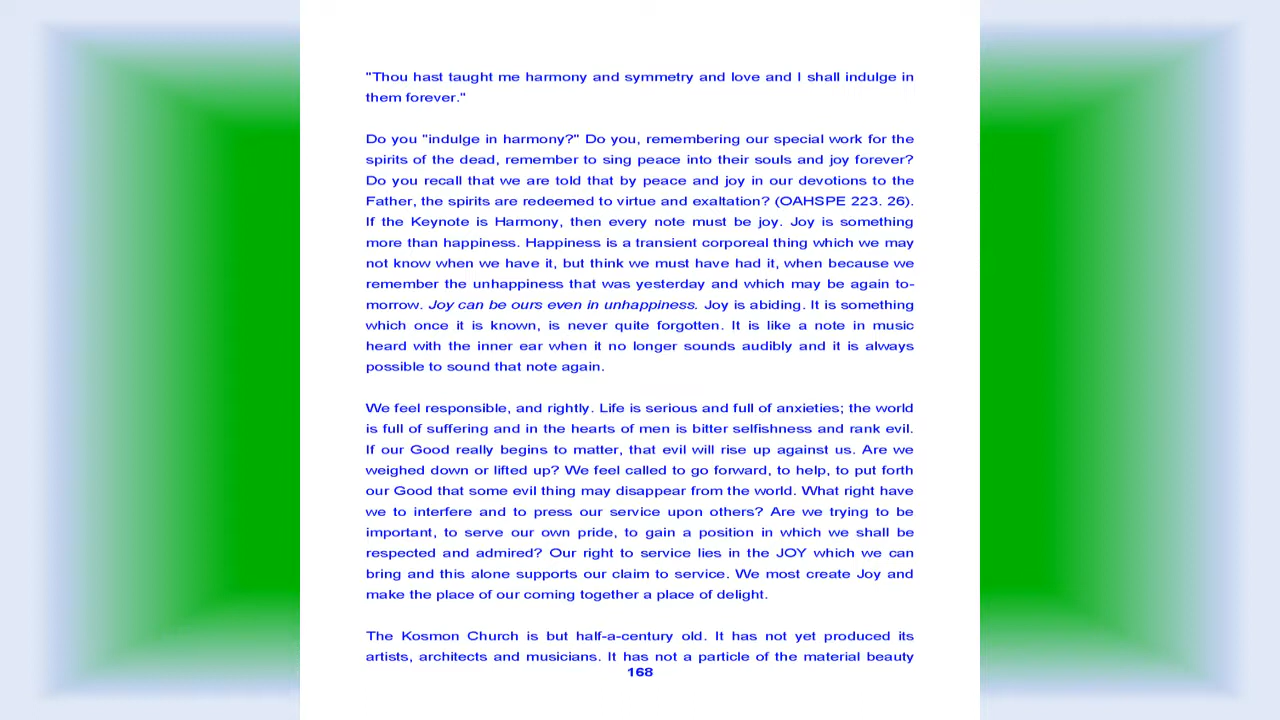 "Thou hast taught me harmony and symmetry and love and I shall indulge in
them forever."
Do you "indulge in harmony?" Do you, remembering our special work for the
spirits of the dead, remember to sing peace into their souls and joy forever?
Do you recall that we are told that by peace and joy in our devotions to the
Father, the spirits are redeemed to virtue and exaltation? (OAHSPE 223. 26).
If the Keynote is Harmony, then every note must be joy. Joy is something
more than happiness. Happiness is a transient corporeal thing which we may
not know when we have it, but think we must have had it, when because we
remember the unhappiness that was yesterday and which may be again to-
morrow. Joy can be ours even in unhappiness. Joy is abiding. It is something
which once it is known, is never quite forgotten. It is like a note in music
heard with the inner ear when it no longer sounds audibly and it is always
possible to sound that note again.
We feel responsible, and rightly. Life is serious and full of anxieties; the world
is full of suffering and in the hearts of men is bitter selfishness and rank evil.
If our Good really begins to matter, that evil will rise up against us. Are we
weighed down or lifted up? We feel called to go forward, to help, to put forth
our Good that some evil thing may disappear from the world. What right have
we to interfere and to press our service upon others? Are we trying to be
important, to serve our own pride, to gain a position in which we shall be
respected and admired? Our right to service lies in the JOY which we can
bring and this alone supports our claim to service. We most create Joy and
make the place of our coming together a place of delight.
The Kosmon Church is but half-a-century old. It has not yet produced its
artists, architects and musicians. It has not a particle of the material beauty
168